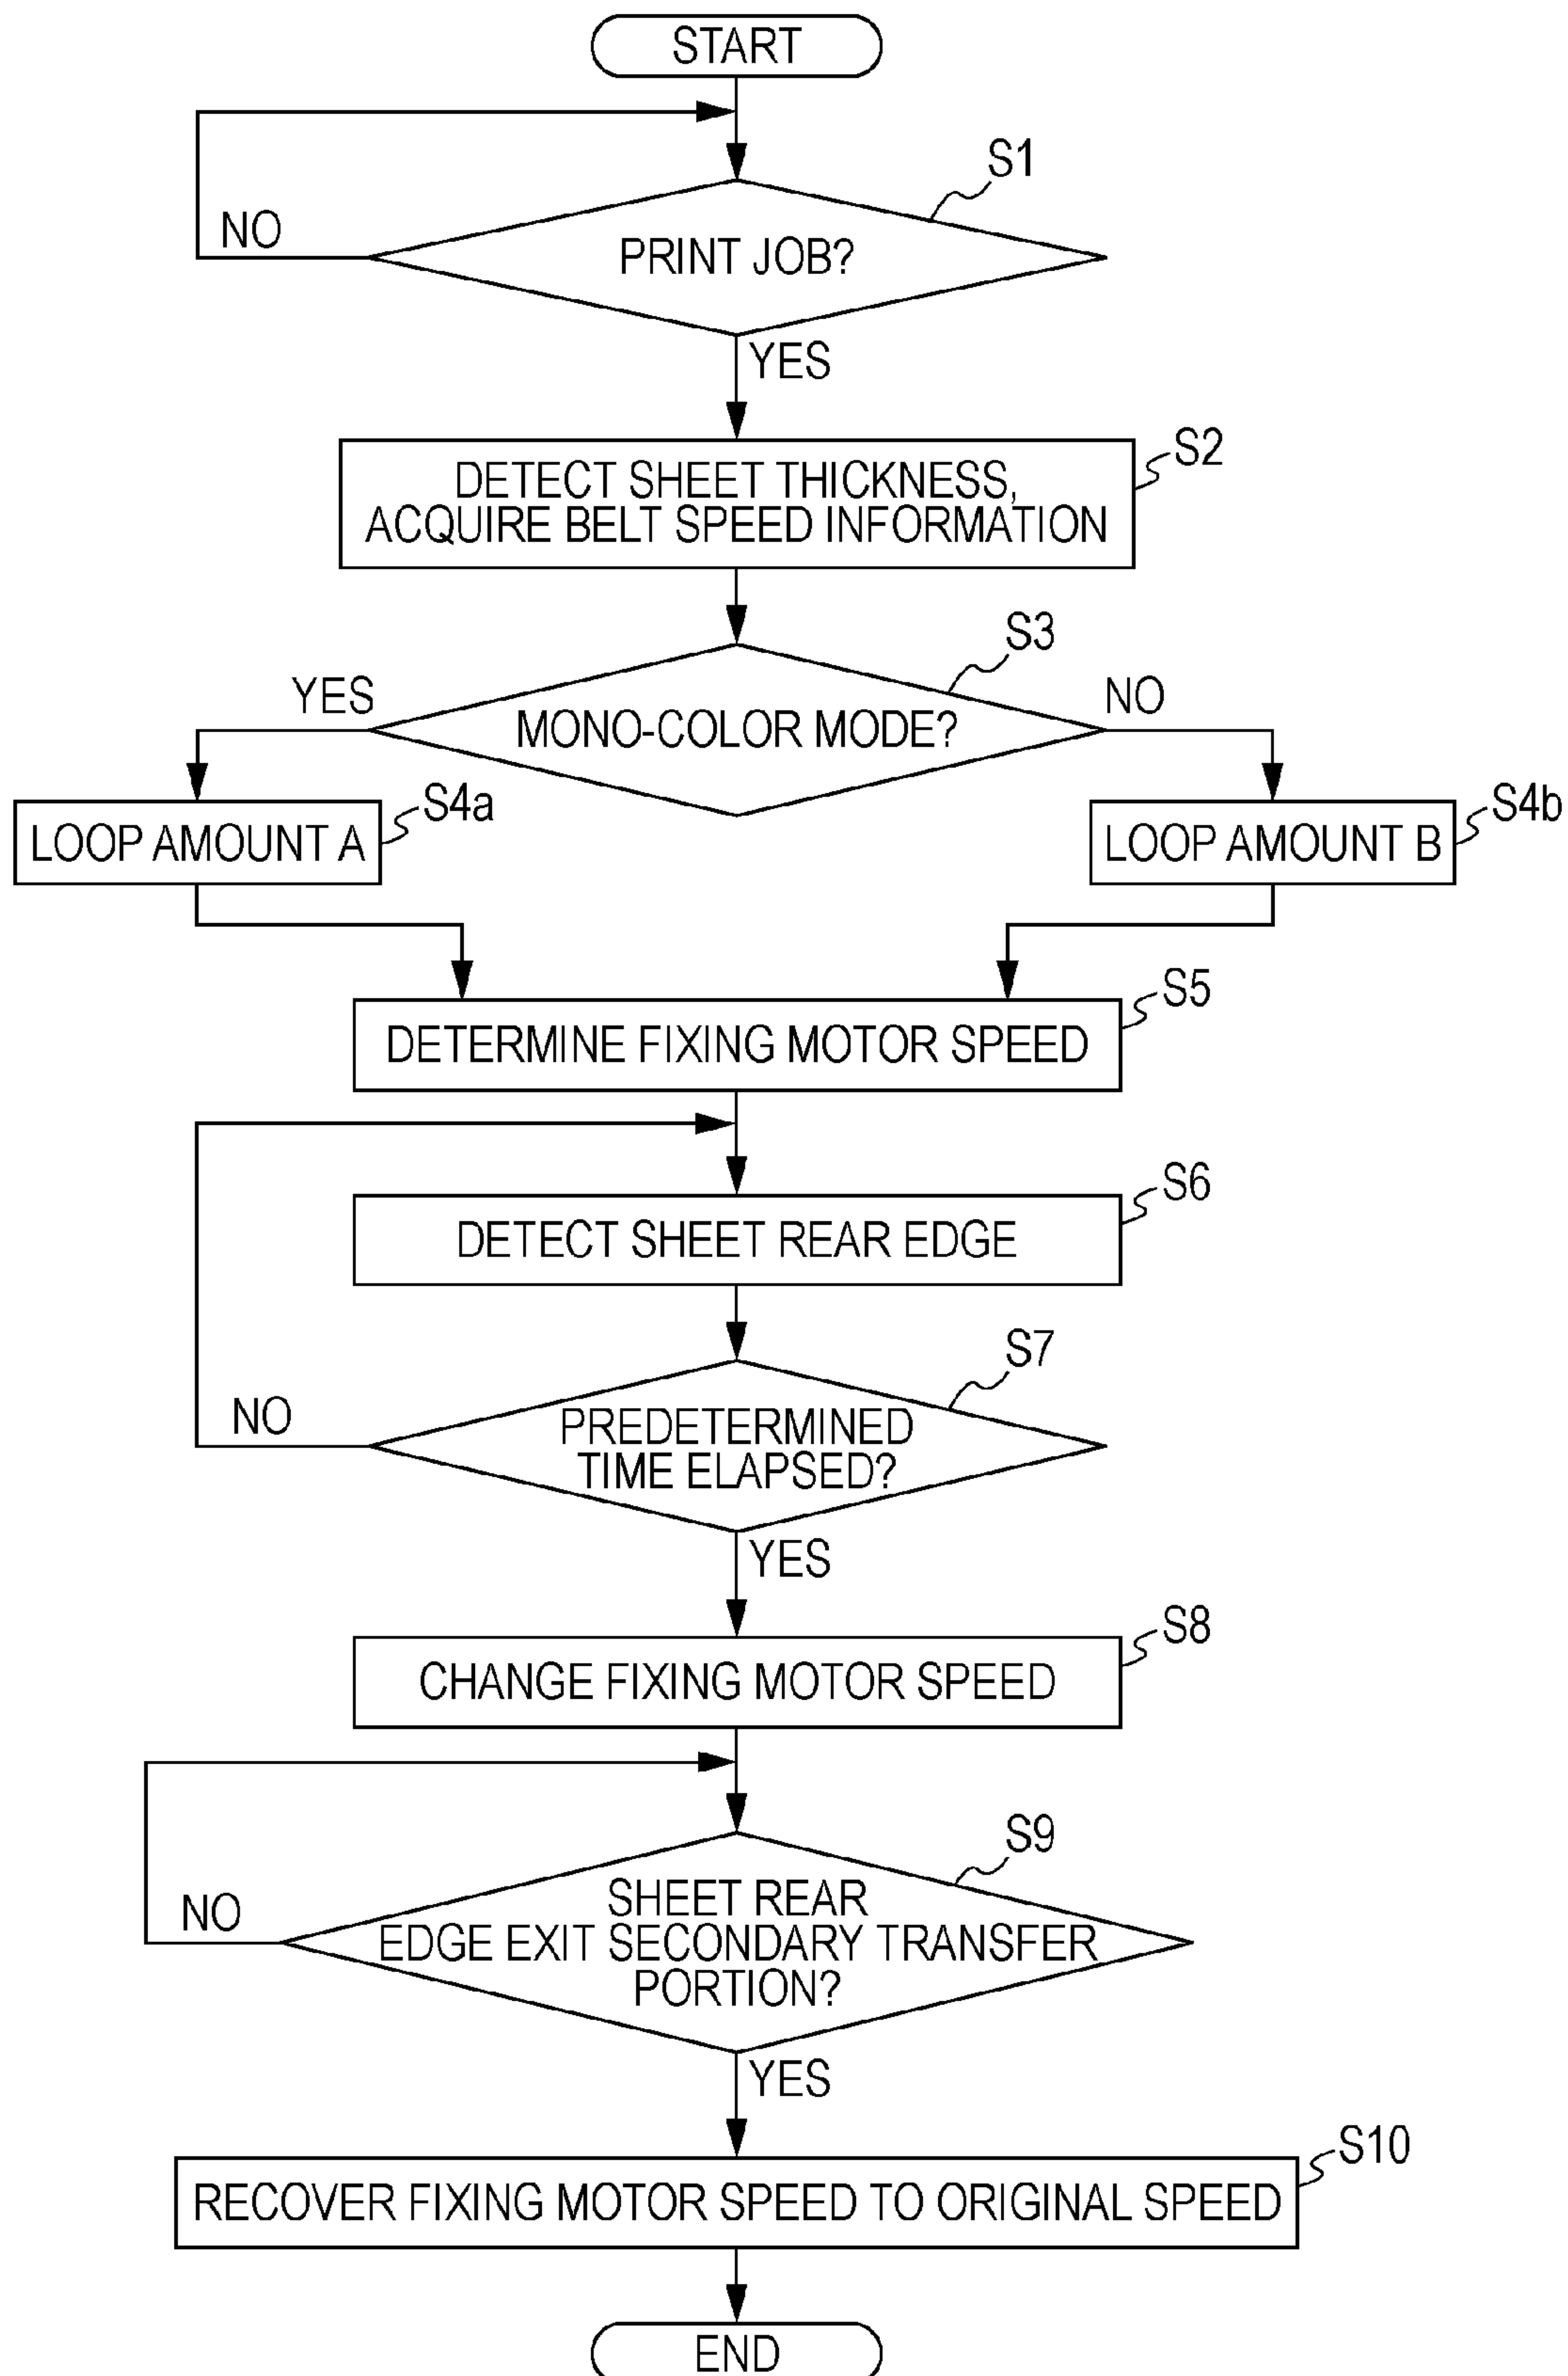 START
S1
NO
PRINT JOB?
YES
S2
DETECT SHEET THICKNESS,
ACQUIRE BELT SPEED INFORMATION
S3
YES
NO
MONO-COLOR MODE?
S4a
S4b
LOOP AMOUNT A
LOOP AMOUNT B
S5
DETERMINE FIXING MOTOR SPEED
S6
DETECT SHEET REAR EDGE
S7
NO
PREDETERMINED
TIME ELAPSED?
YES
S8
CHANGE FIXING MOTOR SPEED
S9
NO
SHEET REAR
EDGE EXIT SECONDARY TRANSFER
PORTION?
YES
S10
RECOVER FIXING MOTOR SPEED TO ORIGINAL SPEED
END